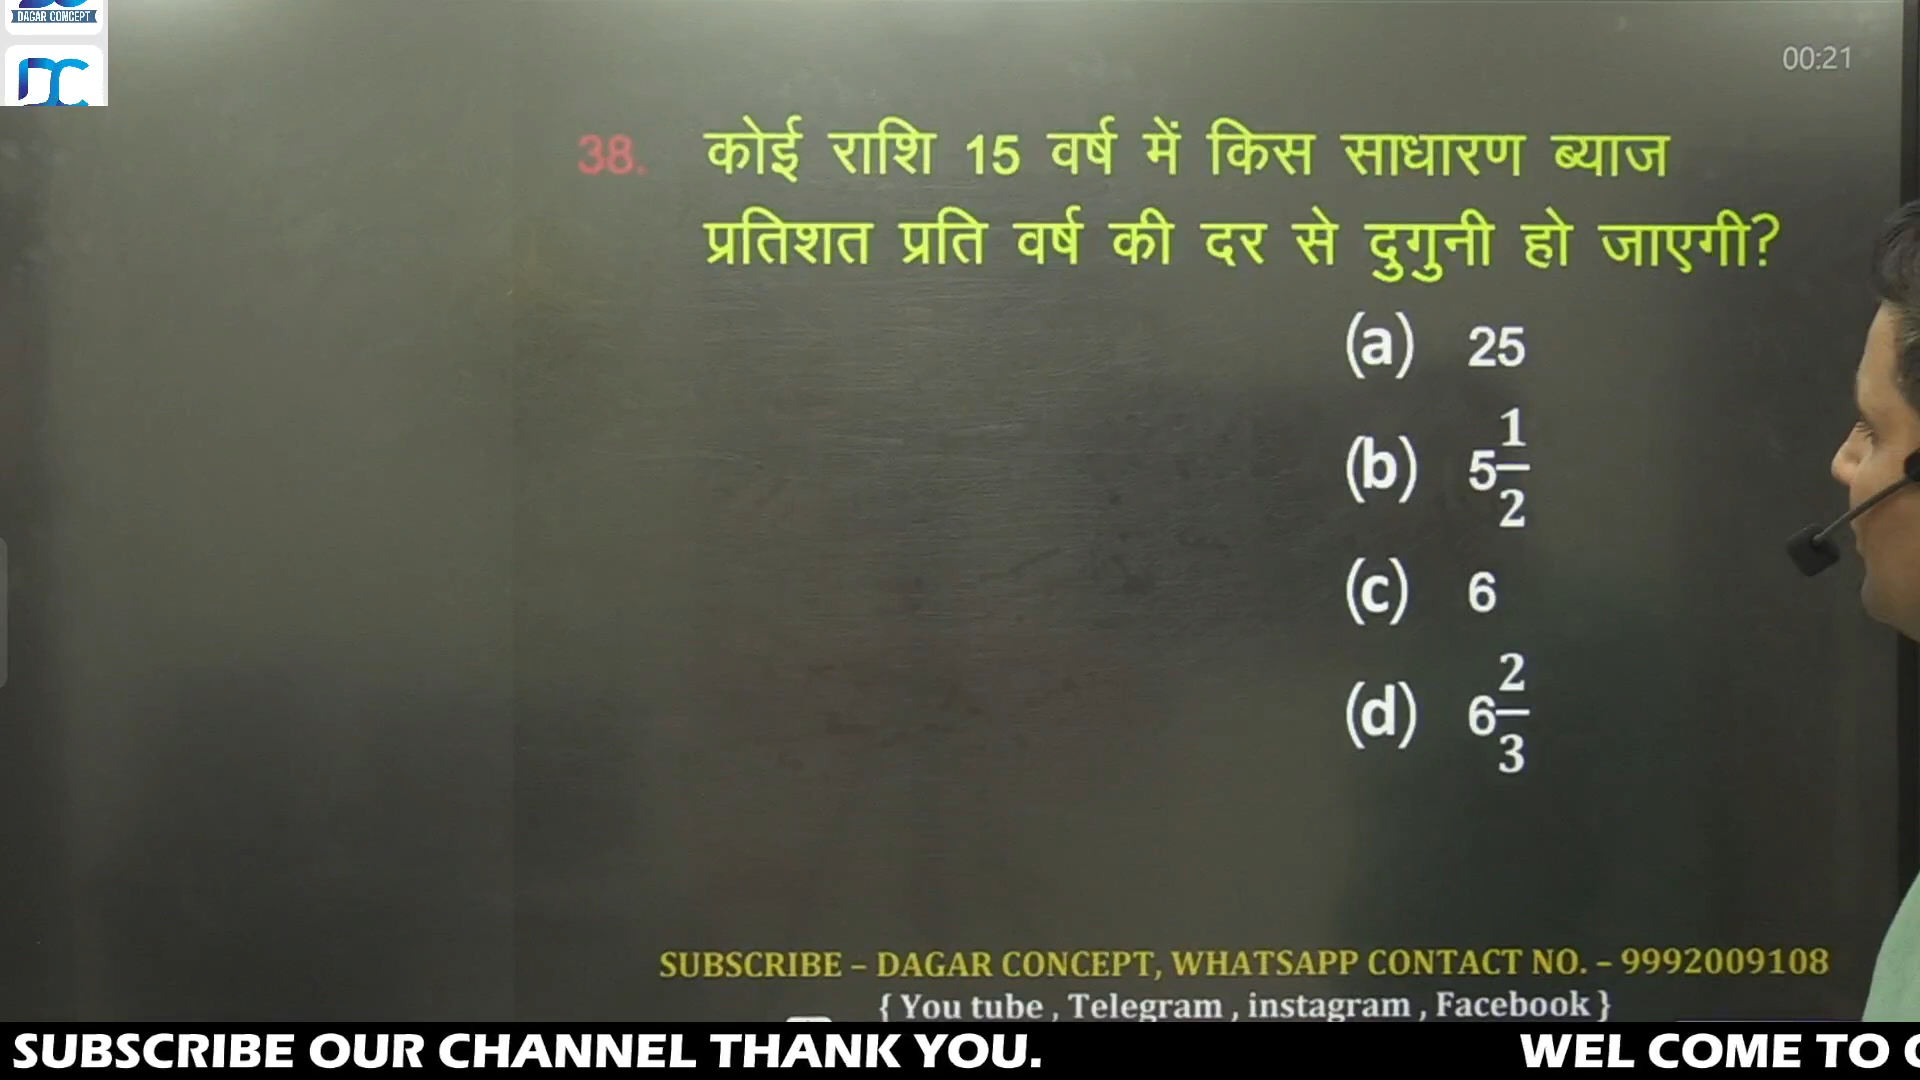 DAGAR CONCEPT
DC
00:21
38. कोई राशि 15 वर्ष में किस साधारण ब्याज
प्रतिशत प्रति वर्ष की दर से दुगुनी हो जाएगी?
(a) 25
(b) 5 1/2
(c) 6
(d) 6 2/3
SUBSCRIBE – DAGAR CONCEPT, WHATSAPP CONTACT NO. – 9992009108
{ You tube , Telegram , instagram , Facebook }
SUBSCRIBE OUR CHANNEL THANK YOU. WEL COME TO